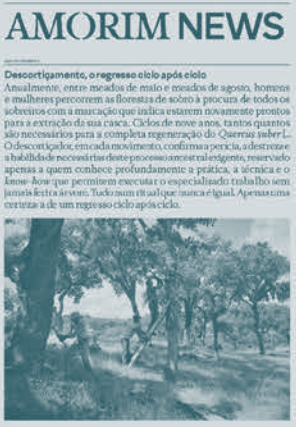 AMORIM NEWS
Descortiçamento, o regresso ciclo após ciclo
Anualmente, entre meados de maio e meados de agosto, homens
e mulheres percorrem as florestas de sobro à procura de todos os
sobreiros com a marcação que indica estarem novamente prontos
para a extração da sua casca. Ciclos de nove anos, tantos quantos
são necessários para a completa regeneração do Quercus suber L..
O descortiçador, em cada movimento, confirma a perícia, a destreza e
a habilidade necessárias deste processo ancestral exigente, reservado
apenas a quem conhece profundamente a prática, a técnica e o
know-how que permitem executar o especializado trabalho sem
jamais ferir a árvore. Tudo num ritual que nunca é igual. Apenas uma
certeza: a de um regresso ciclo após ciclo.